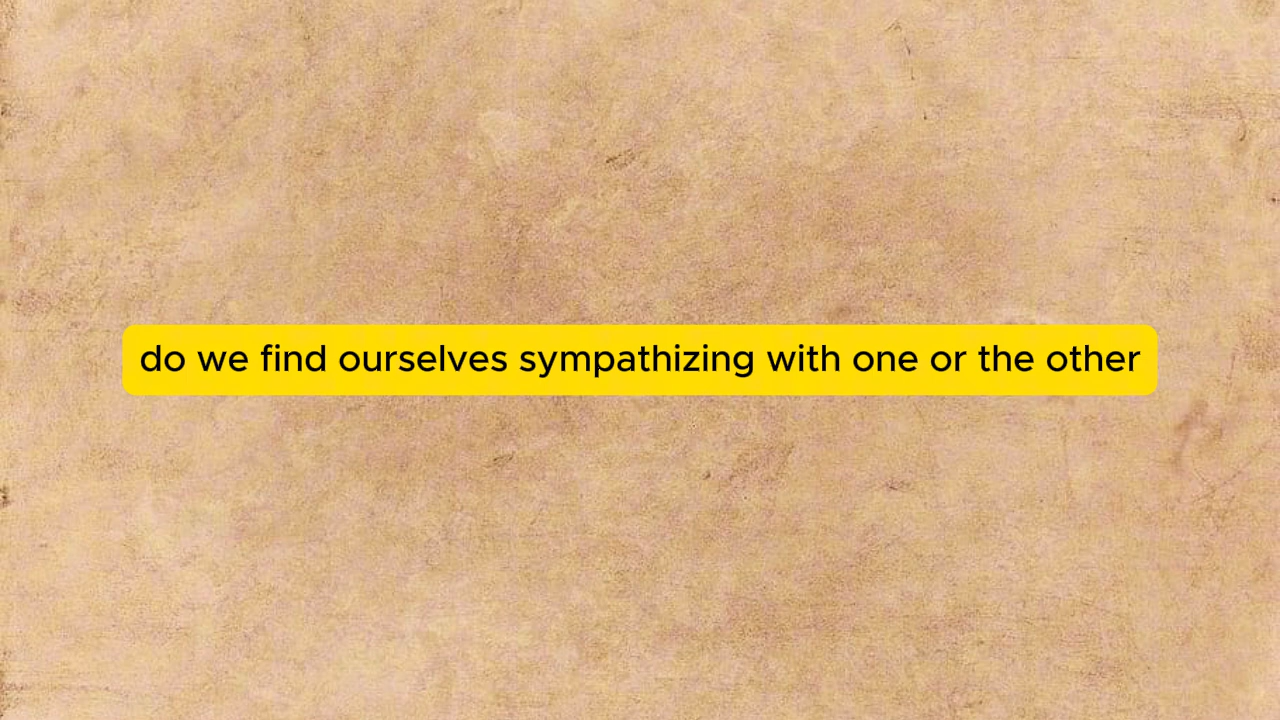 do we find ourselves sympathizing with one or the other